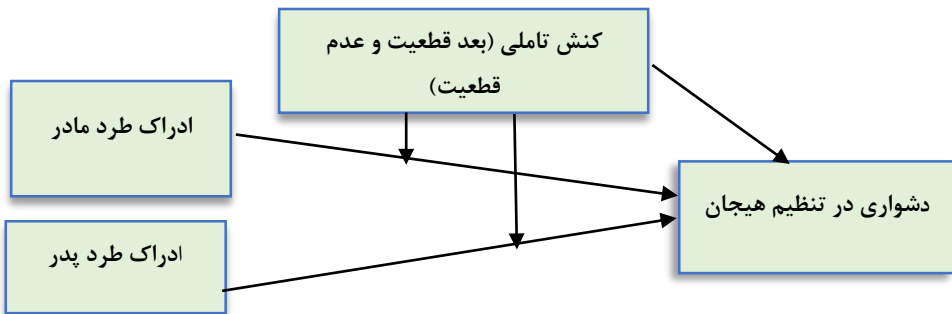 کنش تاملی (بعد قطعیت و عدم
قطعیت)
ادراک طرد مادر
دشواری در تنظیم هیجان
ادراک طرد پدر